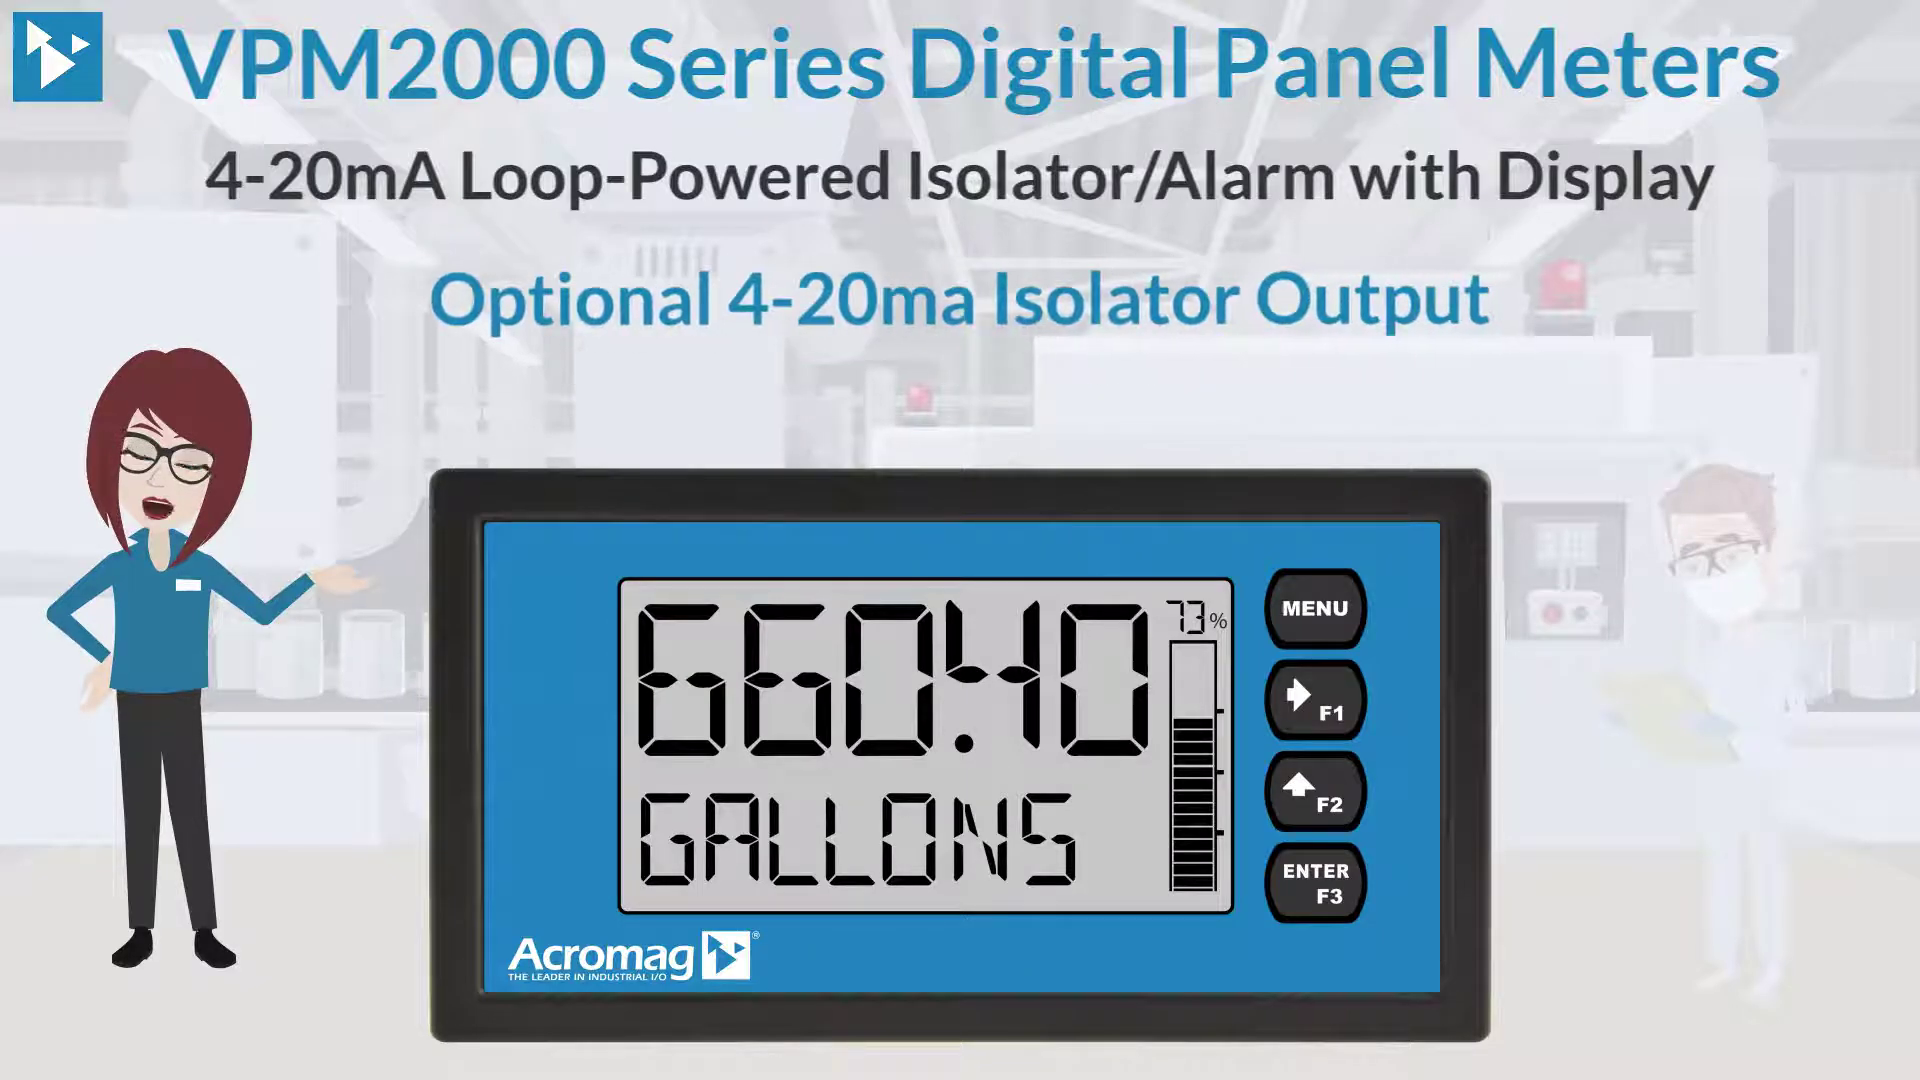 VPM2000 Series Digital Panel Meters
4-20mA Loop-Powered Isolator/Alarm with Display
Optional 4-20ma Isolator Output
660.40
73%
GALLONS
MENU
F1
F2
ENTER
F3
Acromag®
THE LEADER IN INDUSTRIAL I/O